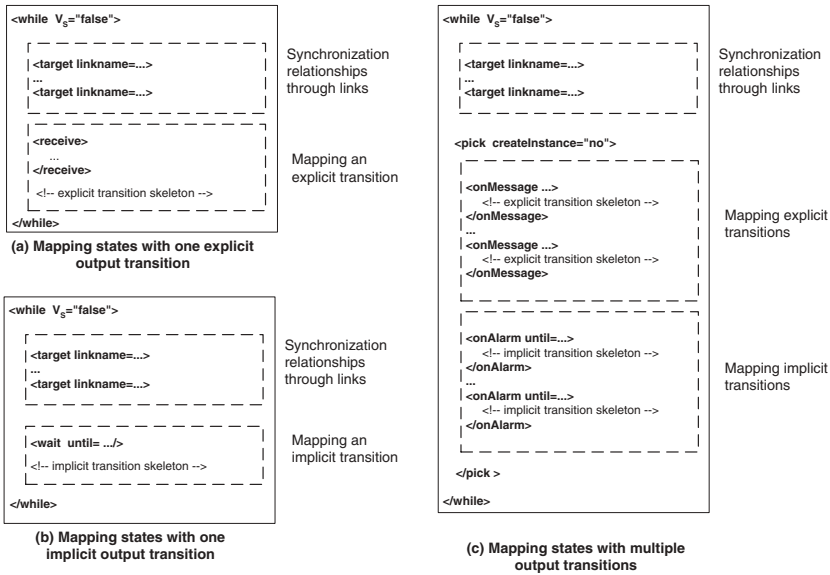 <while V_S="false">
<target linkname=...>
...
<target linkname=...>
Synchronization
relationships
through links
<receive>
...
</receive>
<!-- explicit transition skeleton -->
Mapping an
explicit transition
</while>
(a) Mapping states with one explicit
output transition
<while V_S="false">
<target linkname=...>
...
<target linkname=...>
Synchronization
relationships
through links
<wait until= .../>
<!-- implicit transition skeleton -->
Mapping an
implicit transition
</while>
(b) Mapping states with one
implicit output transition
<while V_S="false">
<target linkname=...>
...
<target linkname=...>
Synchronization
relationships
through links
<pick createInstance="no">
<onMessage ...>
<!-- explicit transition skeleton -->
</onMessage>
...
<onMessage ...>
<!-- explicit transition skeleton -->
</onMessage>
Mapping explicit
transitions
<onAlarm until=...>
<!-- implicit transition skeleton -->
</onAlarm>
...
<onAlarm until=...>
<!-- implicit transition skeleton -->
</onAlarm>
Mapping implicit
transitions
</pick >
</while>
(c) Mapping states with multiple
output transitions